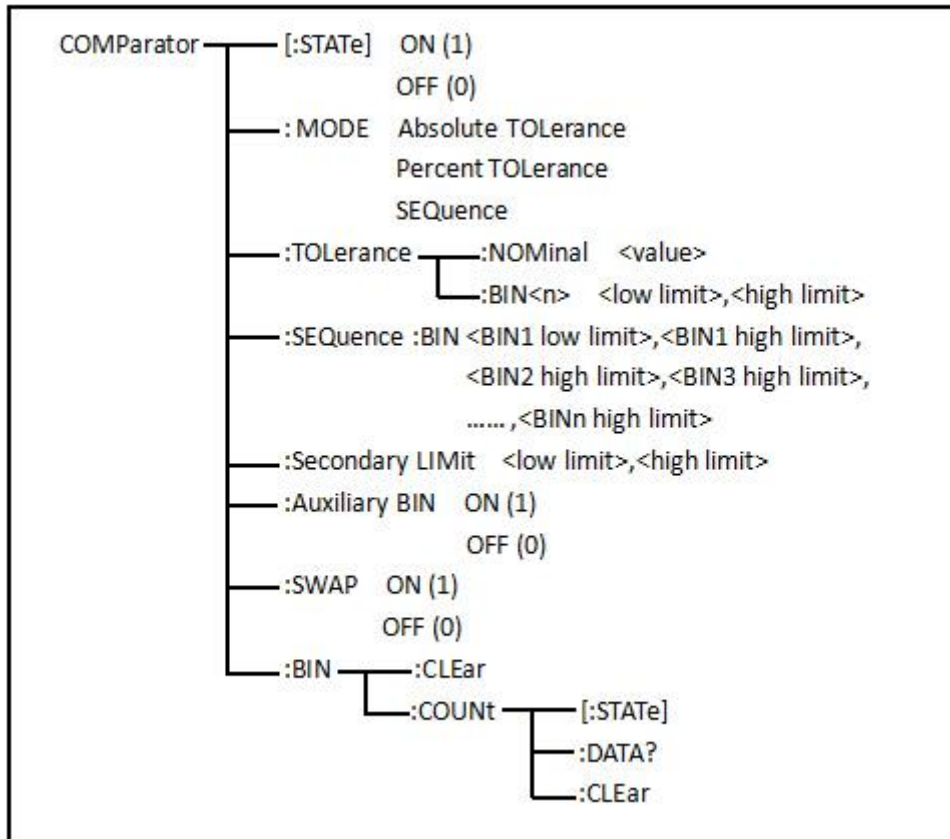 COMParator [:STATe] ON (1)
OFF (0)
: MODE Absolute TOLerance
Percent TOLerance
SEQuence
:TOLerance :NOMinal <value>
:BIN<n> <low limit>,<high limit>
:SEQuence :BIN <BIN1 low limit>,<BIN1 high limit>,
<BIN2 high limit>,<BIN3 high limit>,
...... ,<BINn high limit>
:Secondary LIMit <low limit>,<high limit>
:Auxiliary BIN ON (1)
OFF (0)
:SWAP ON (1)
OFF (0)
:BIN :CLEar
:COUNt [:STATe]
:DATA?
:CLEar